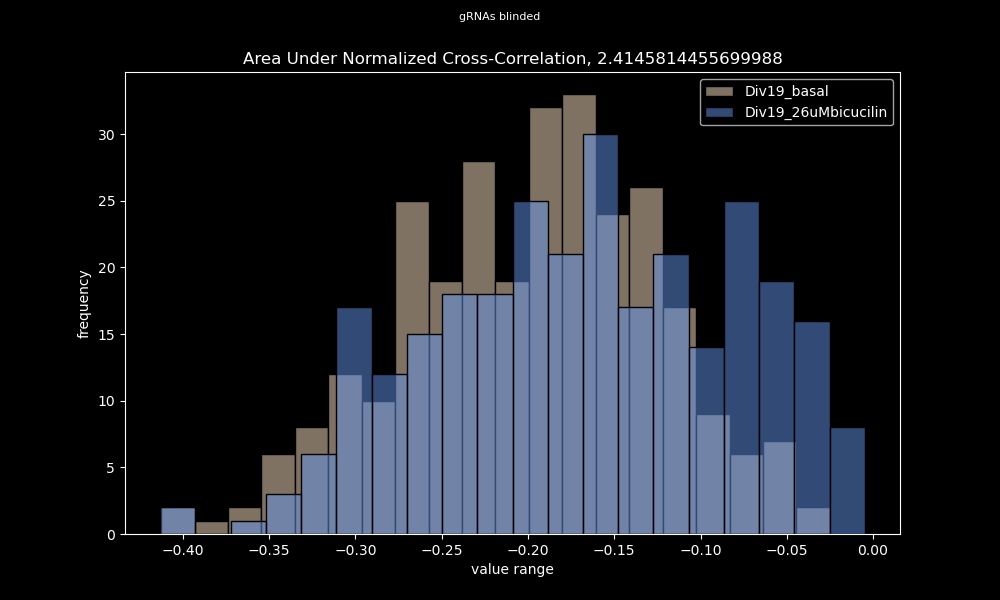 gRNAs blinded
Area Under Normalized Cross-Correlation, 2.4145814455699988
Div19_basal
Div19_26uMbicucilin
frequency
30
25
20
15
10
5
0
−0.40 −0.35 −0.30 −0.25 −0.20 −0.15 −0.10 −0.05 0.00
value range